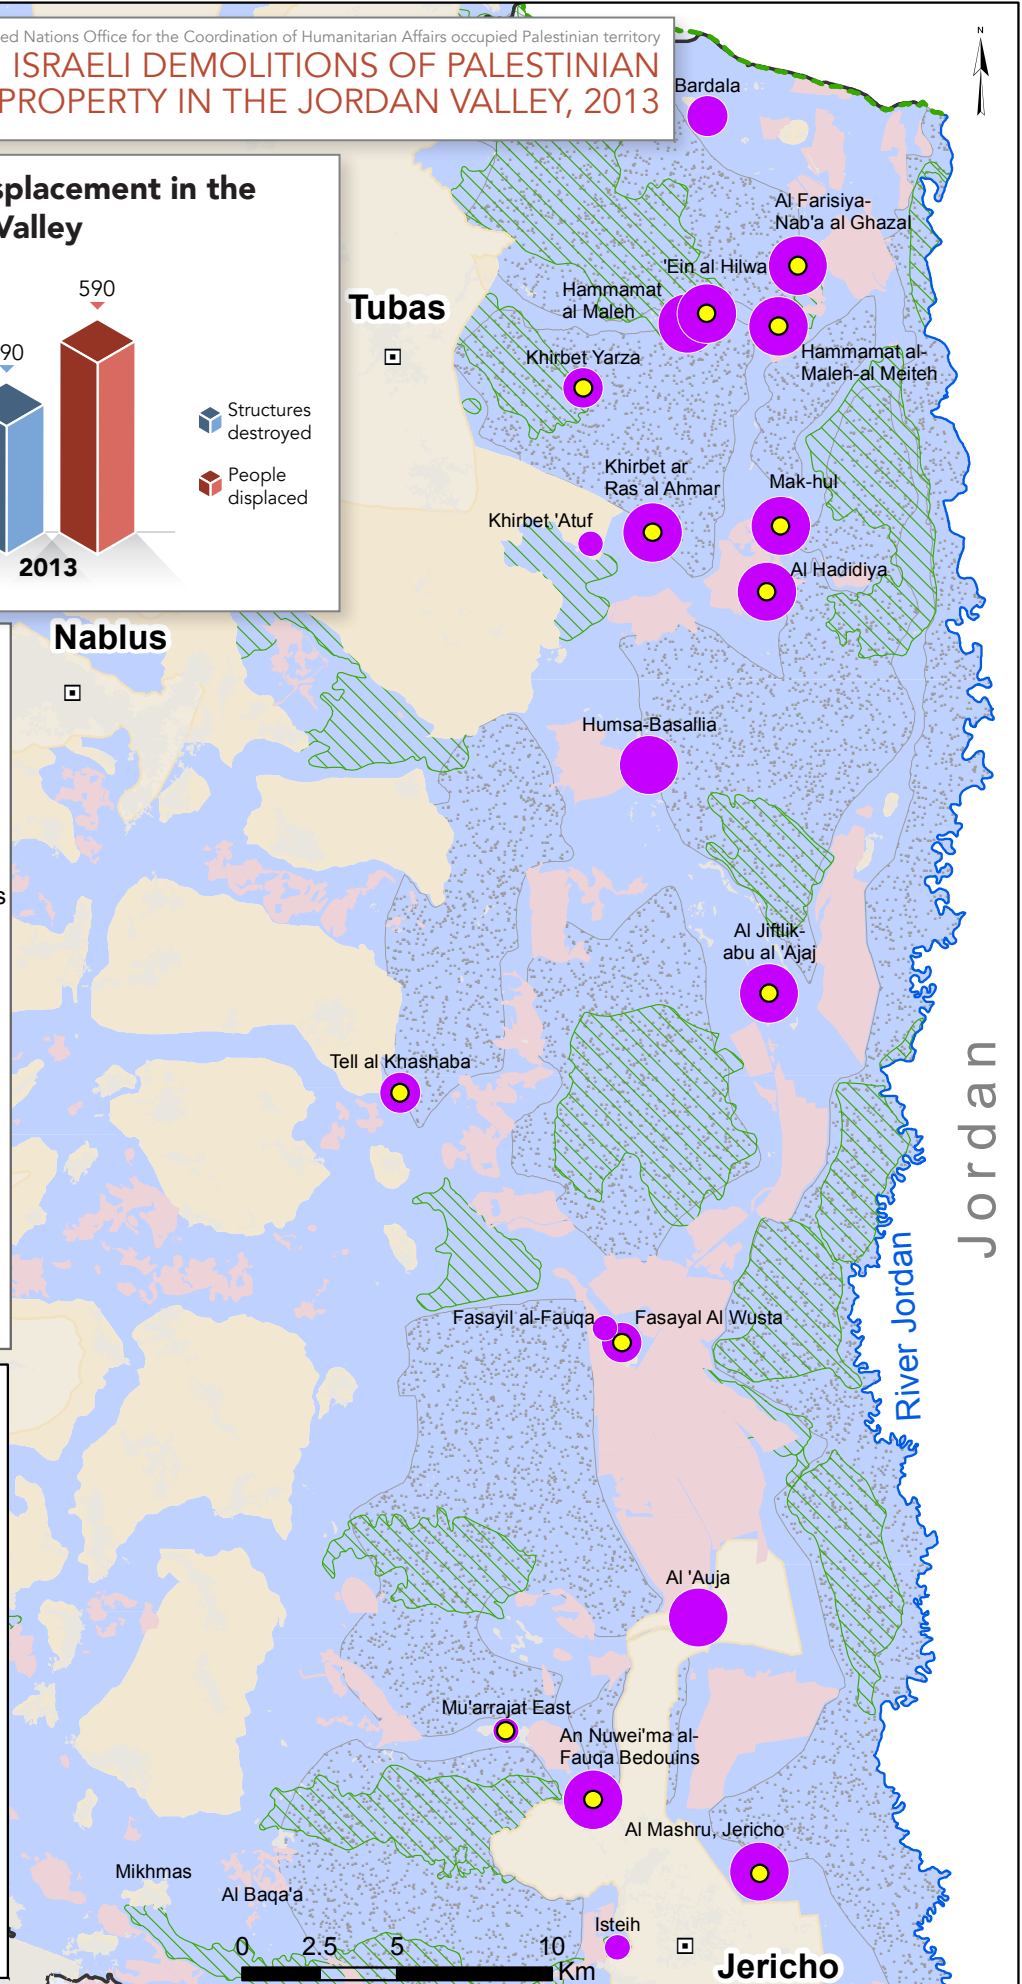 ed Nations Office for the Coordination of Humanitarian Affairs occupied Palestinian territory
ISRAELI DEMOLITIONS OF PALESTINIAN
PROPERTY IN THE JORDAN VALLEY, 2013
splacement in the
Valley
590
90
Structures
destroyed
People
displaced
2013
N
Bardala
Al Farisiya-
Nab'a al Ghazal
'Ein al Hilwa
Hammamat
al Maleh
Tubas
Khirbet Yarza
Hammamat al-
Maleh-al Meiteh
Khirbet ar
Ras al Ahmar
Mak-hul
Khirbet 'Atuf
Al Hadidiya
Nablus
Humsa-Basallia
s
Al Jiftlik-
abu al 'Ajaj
Tell al Khashaba
Jordan
River Jordan
Fasayil al-Fauqa
Fasayal Al Wusta
Al 'Auja
Mu'arrajat East
An Nuwei'ma al-
Fauqa Bedouins
Al Mashru, Jericho
Mikhmas
Al Baqa'a
Isteih
0 2.5 5 10
Km
Jericho